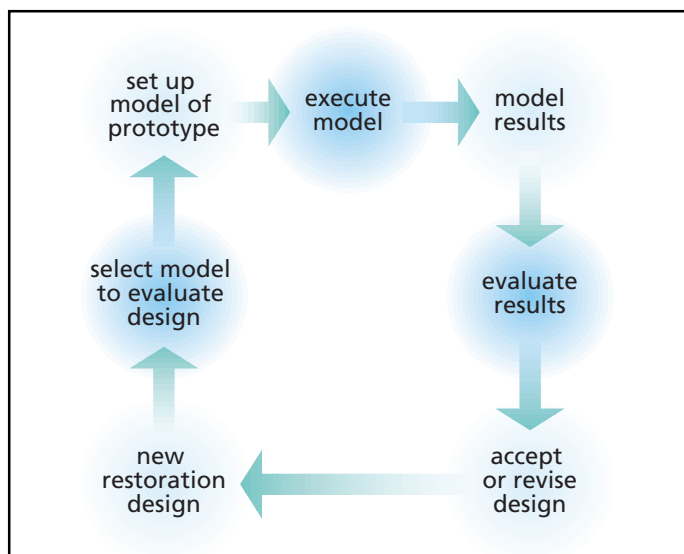 set up
model of
prototype
execute
model
model
results
select model
to evaluate
design
evaluate
results
new
restoration
design
accept
or revise
design